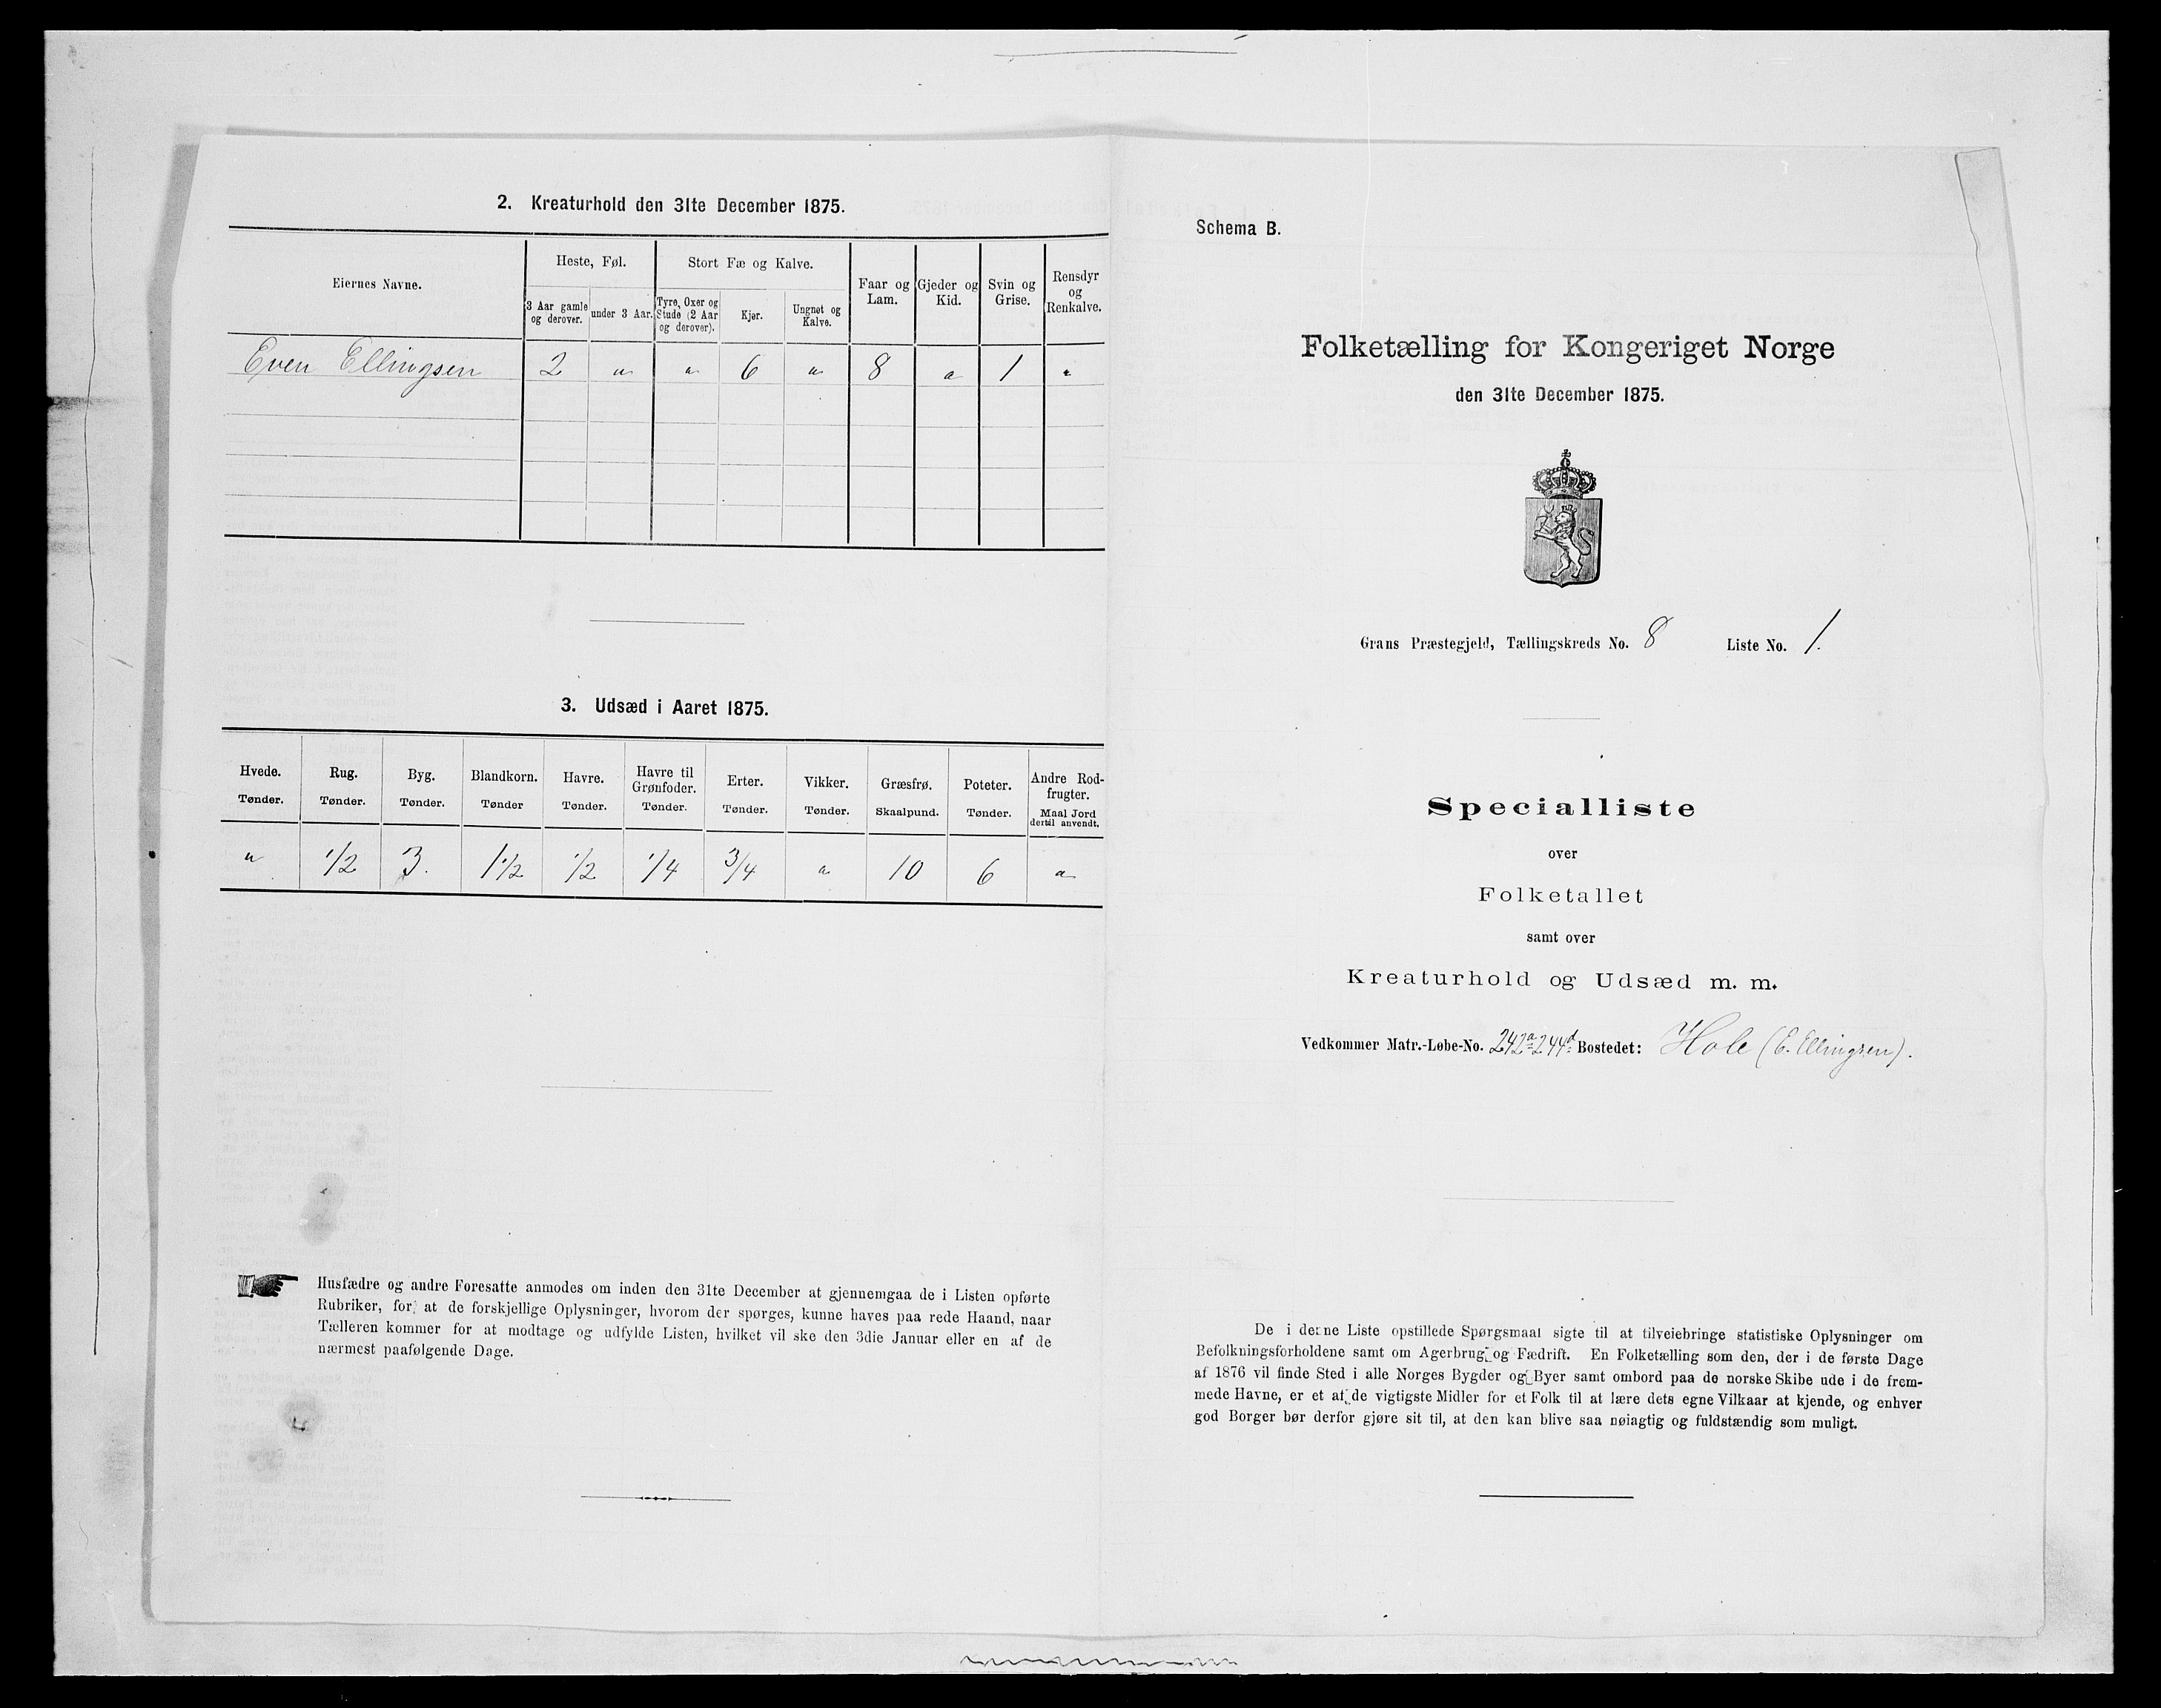 2. Kreaturhold den 31te December 1875.
Eiernes Navne.
Heste, Føl.
Stort Fæ og Kalve.
Faar og Lam.
Gjeder og Kid.
Svin og Grise.
Rensdyr og Renkalve.
3 Aar gamle og derover.
under 3 Aar.
Tyre, Oxer og Stude (2 Aar og derover).
Kjør.
Ungnøt og Kalve.
Even Ellingsen 2 " " 6 " 8 " 1 "
3. Udsæd i Aaret 1875.
Hvede. Rug. Byg. Blandkorn. Havre. Havre til Grønfoder. Erter. Vikker. Græsfrø. Poteter. Andre Rodfrugter.
Tønder. Tønder. Tønder. Tønder Tønder. Tønder. Tønder. Tønder. Skaalpund. Tønder. Maal Jord dertil anvendt.
" 1/2 3. 1 1/2 1/2 1/4 3/4 " 10 6 "
Husfædre og andre Foresatte anmodes om inden den 31te December at gjennemgaa de i Listen opførte
Rubriker, for at de forskjellige Oplysninger, hvorom der spørges, kunne haves paa rede Haand, naar
Tælleren kommer for at modtage og udfylde Listen, hvilket vil ske den 3die Januar eller en af de
nærmest paafølgende Dage.
Schema B.
Folketælling for Kongeriget Norge
den 31te December 1875.
Grans Præstegjeld, Tællingskreds No. 8 Liste No. 1.
Specialliste
over
Folketallet
samt over
Kreaturhold og Udsæd m. m.
Vedkommer Matr.-Løbe-No. 242a 244d Bostedet: Hole (E. Ellingsen).
De i denne Liste opstillede Spørgsmaal sigte til at tilveiebringe statistiske Oplysninger om
Befolkningsforholdene samt om Agerbrug og Fædrift. En Folketælling som den, der i de første Dage
af 1876 vil finde Sted i alle Norges Bygder og Byer samt ombord paa de norske Skibe ude i de frem-
mede Havne, er et af de vigtigste Midler for et Folk til at lære dets egne Vilkaar at kjende, og enhver
god Borger bør derfor gjøre sit til, at den kan blive saa nøiagtig og fuldstændig som muligt.